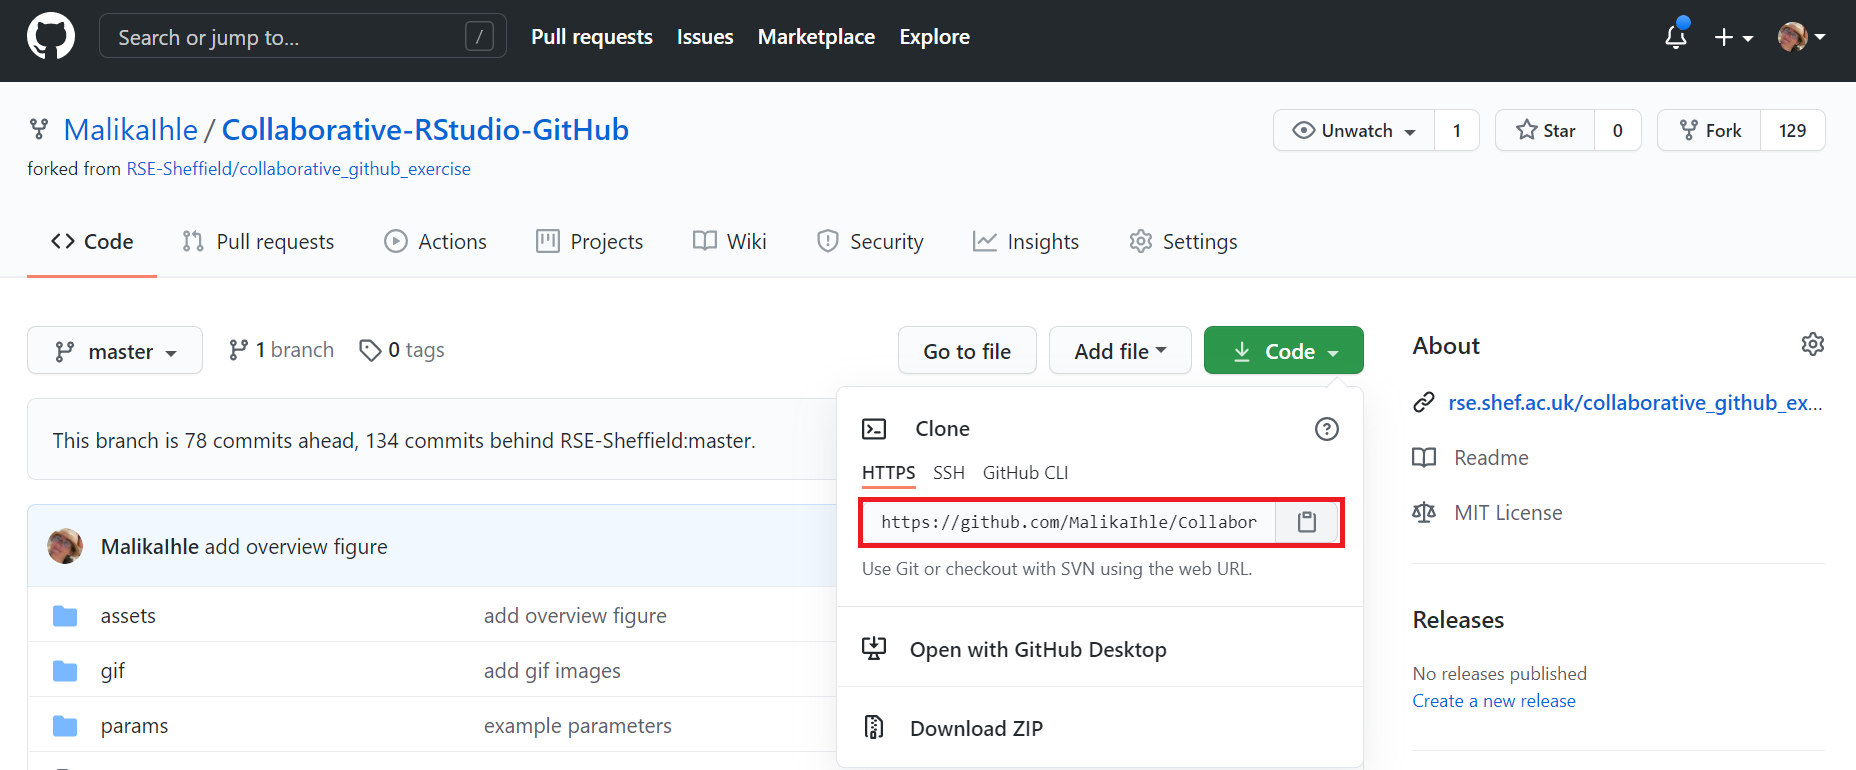 Search or jump to... /
Pull requests Issues Marketplace Explore
MalikaIhle / Collaborative-RStudio-GitHub
forked from RSE-Sheffield/collaborative_github_exercise
Unwatch 1 Star 0 Fork 129
Code Pull requests Actions Projects Wiki Security Insights Settings
master 1 branch 0 tags
Go to file Add file Code
This branch is 78 commits ahead, 134 commits behind RSE-Sheffield:master.
MalikaIhle add overview figure
assets add overview figure
gif add gif images
params example parameters
Clone
HTTPS SSH GitHub CLI
https://github.com/MalikaIhle/Collabor
Use Git or checkout with SVN using the web URL.
Open with GitHub Desktop
Download ZIP
About
rse.shef.ac.uk/collaborative_github_ex...
Readme
MIT License
Releases
No releases published
Create a new release